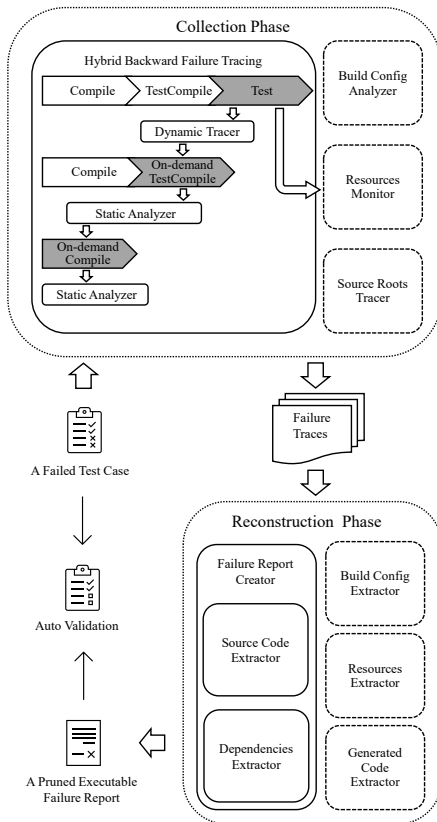 Collection Phase
Hybrid Backward Failure Tracing
Compile
TestCompile
Test
Dynamic Tracer
Compile
On-demand
TestCompile
Static Analyzer
On-demand
Compile
Static Analyzer
Build Config
Analyzer
Resources
Monitor
Source Roots
Tracer
A Failed Test Case
Failure
Traces
Auto Validation
Reconstruction Phase
Failure Report
Creator
Source Code
Extractor
Dependencies
Extractor
Build Config
Extractor
Resources
Extractor
Generated
Code
Extractor
A Pruned Executable
Failure Report